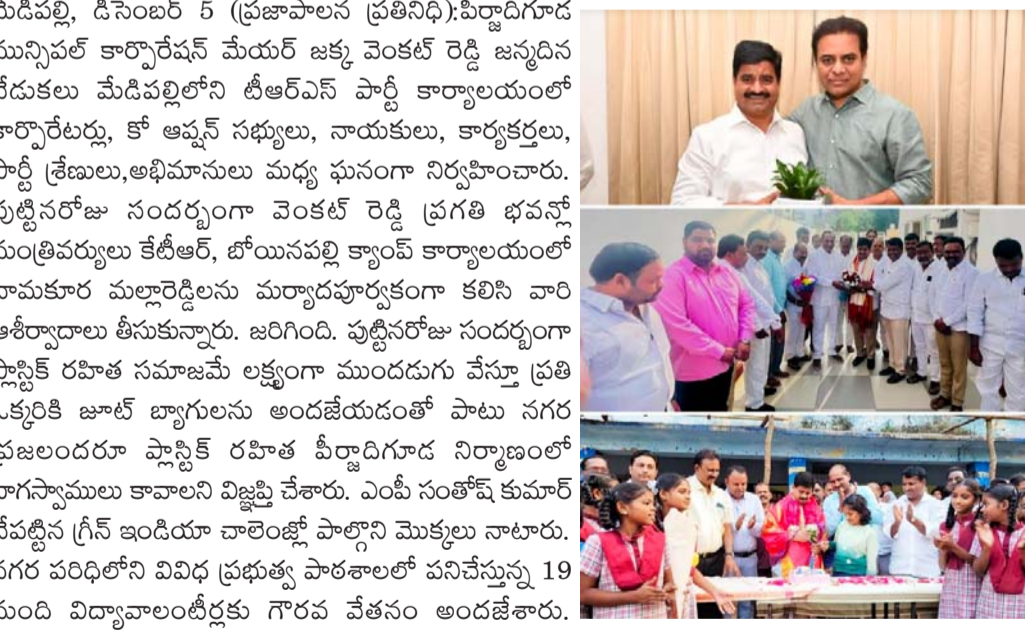 మేడిపల్లి, డిసెంబర్ 5 (ప్రజాపాలన ప్రతినిధి):పీర్జాదిగూడ
మున్సిపల్ కార్పొరేషన్ మేయర్ జక్క వెంకట్ రెడ్డి జన్మదిన
వేడుకలు మేడిపల్లిలోని టీఆర్ఎస్ పార్టీ కార్యాలయంలో
కార్పొరేటర్లు, కో ఆప్షన్ సభ్యులు, నాయకులు, కార్యకర్తలు,
పార్టీ శ్రేణులు,అభిమానులు మధ్య ఘనంగా నిర్వహించారు.
పుట్టినరోజు సందర్బంగా వెంకట్ రెడ్డి ప్రగతి భవన్లో
మంత్రివర్యులు కేటీఆర్, బోయినపల్లి క్యాంప్ కార్యాలయంలో
చామకూర మల్లారెడ్డిలను మర్యాదపూర్వకంగా కలిసి వారి
ఆశీర్వాదాలు తీసుకున్నారు. జరిగింది. పుట్టినరోజు సందర్బంగా
ప్లాస్టిక్ రహిత సమాజమే లక్ష్యంగా ముందడుగు వేస్తూ ప్రతి
ఒక్కరికి జూట్ బ్యాగులను అందజేయడంతో పాటు నగర
ప్రజలందరూ ప్లాస్టిక్ రహిత పీర్జాదిగూడ నిర్మాణంలో
భాగస్వాములు కావాలని విజ్ఞప్తి చేశారు. ఎంపీ సంతోష్ కుమార్
చేపట్టిన గ్రీన్ ఇండియా చాలెంజ్లో పాల్గొని మొక్కలు నాటారు.
నగర పరిధిలోని వివిధ ప్రభుత్వ పాఠశాలలో పనిచేస్తున్న 19
మంది విద్యావాలంటీర్లకు గౌరవ వేతనం అందజేశారు.